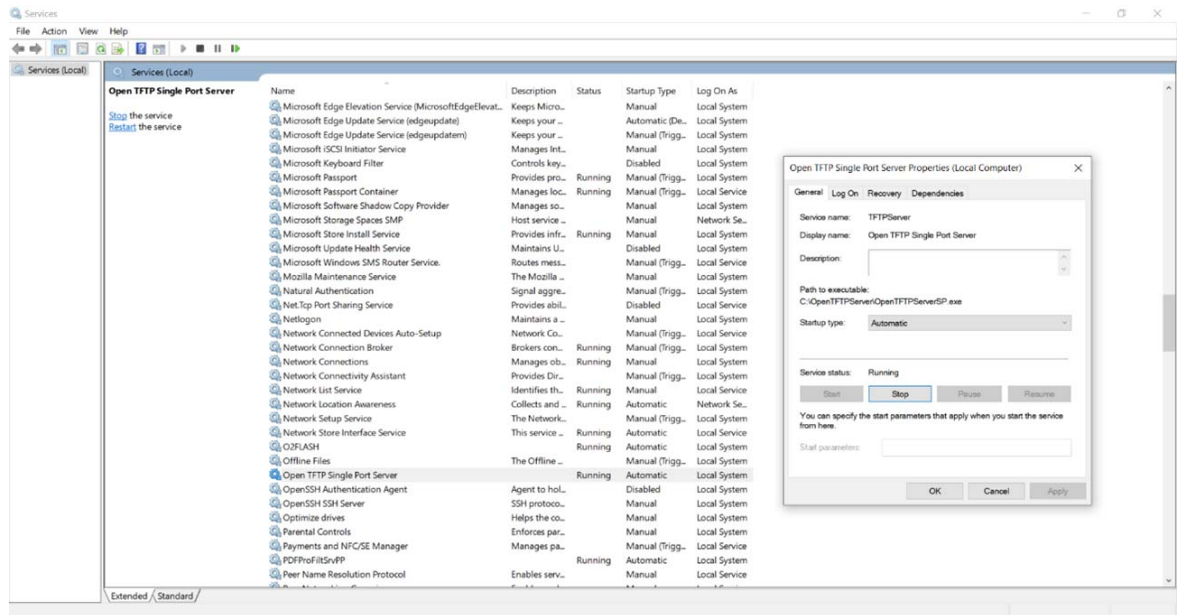 Services
File Action View Help
Services (Local)
Services (Local)
Open TFTP Single Port Server
Stop the service
Restart the service
Name Description Status Startup Type Log On As
Microsoft Edge Elevation Service (MicrosoftEdgeElevat... Keeps Micro... Manual Local System
Microsoft Edge Update Service (edgeupdate) Keeps your ... Automatic (De... Local System
Microsoft Edge Update Service (edgeupdatem) Keeps your ... Manual (Trigg... Local System
Microsoft iSCSI Initiator Service Manages Int... Manual Local System
Microsoft Keyboard Filter Controls key... Disabled Local System
Microsoft Passport Provides pro... Running Manual (Trigg... Local System
Microsoft Passport Container Manages loc... Running Manual (Trigg... Local Service
Microsoft Software Shadow Copy Provider Manages so... Manual Local System
Microsoft Storage Spaces SMP Host service ... Manual Network Se...
Microsoft Store Install Service Provides infr... Running Manual Local System
Microsoft Update Health Service Maintains U... Disabled Local System
Microsoft Windows SMS Router Service. Routes mess... Manual (Trigg... Local System
Mozilla Maintenance Service The Mozilla ... Manual Local System
Natural Authentication Signal aggre... Manual (Trigg... Local System
Net.Tcp Port Sharing Service Provides abil... Disabled Local Service
Netlogon Maintains a ... Manual Local System
Network Connected Devices Auto-Setup Network Co... Manual (Trigg... Local Service
Network Connection Broker Brokers con... Running Manual (Trigg... Local System
Network Connections Manages ob... Running Manual Local System
Network Connectivity Assistant Provides Dir... Manual (Trigg... Local System
Network List Service Identifies th... Running Manual Local Service
Network Location Awareness Collects and ... Running Automatic Network Se...
Network Setup Service The Network... Manual (Trigg... Local System
Network Store Interface Service This service ... Running Automatic Local Service
O2FLASH Running Automatic Local System
Offline Files The Offline ... Manual (Trigg... Local System
Open TFTP Single Port Server Running Automatic Local System
OpenSSH Authentication Agent Agent to hol... Disabled Local System
OpenSSH SSH Server SSH protoco... Manual Local System
Optimize drives Helps the co... Manual Local System
Parental Controls Enforces par... Manual Local System
Payments and NFC/SE Manager Manages pa... Manual (Trigg... Local Service
PDFProFiltSrvPP Running Automatic Local System
Peer Name Resolution Protocol Enables serv... Manual Local Service
Extended Standard
Open TFTP Single Port Server Properties (Local Computer)
General Log On Recovery Dependencies
Service name: TFTPServer
Display name: Open TFTP Single Port Server
Description:
Path to executable:
C:\OpenTFTPServer\OpenTFTPServerSP.exe
Startup type: Automatic
Service status: Running
Start Stop Pause Resume
You can specify the start parameters that apply when you start the service
from here.
Start parameters:
OK Cancel Apply